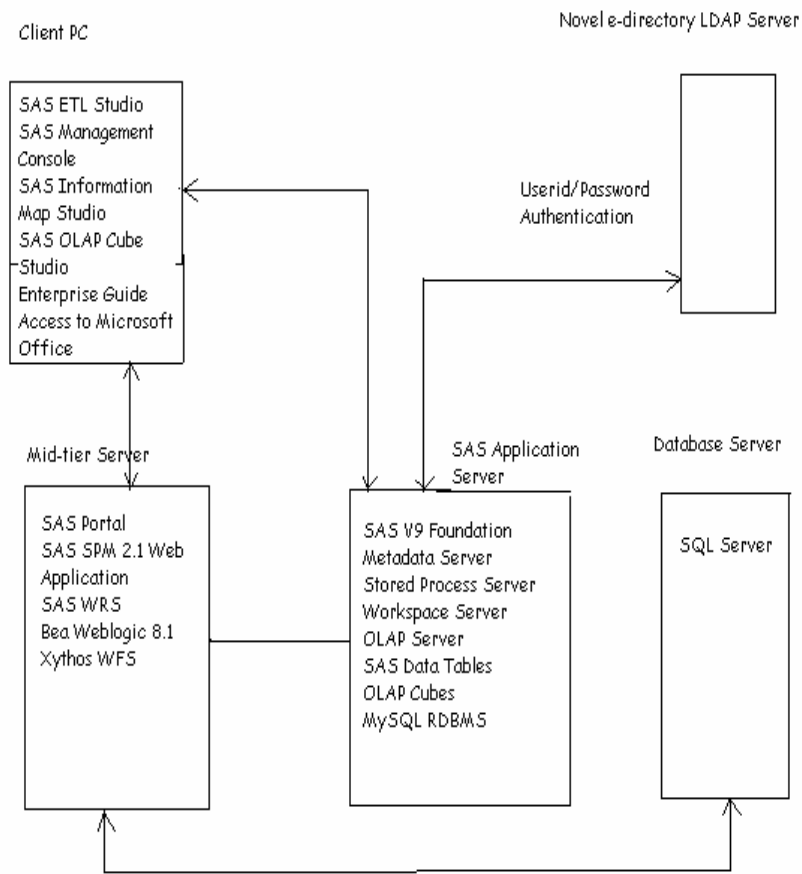 Client PC
Novel e-directory LDAP Server
SAS ETL Studio
SAS Management
Console
SAS Information
Map Studio
SAS OLAP Cube
Studio
Enterprise Guide
Access to Microsoft
Office
Userid/Password
Authentication
Mid-tier Server
SAS Application
Server
Database Server
SAS Portal
SAS SPM 2.1 Web
Application
SAS WRS
Bea Weblogic 8.1
Xythos WFS
SAS V9 Foundation
Metadata Server
Stored Process Server
Workspace Server
OLAP Server
SAS Data Tables
OLAP Cubes
MySQL RDBMS
SQL Server